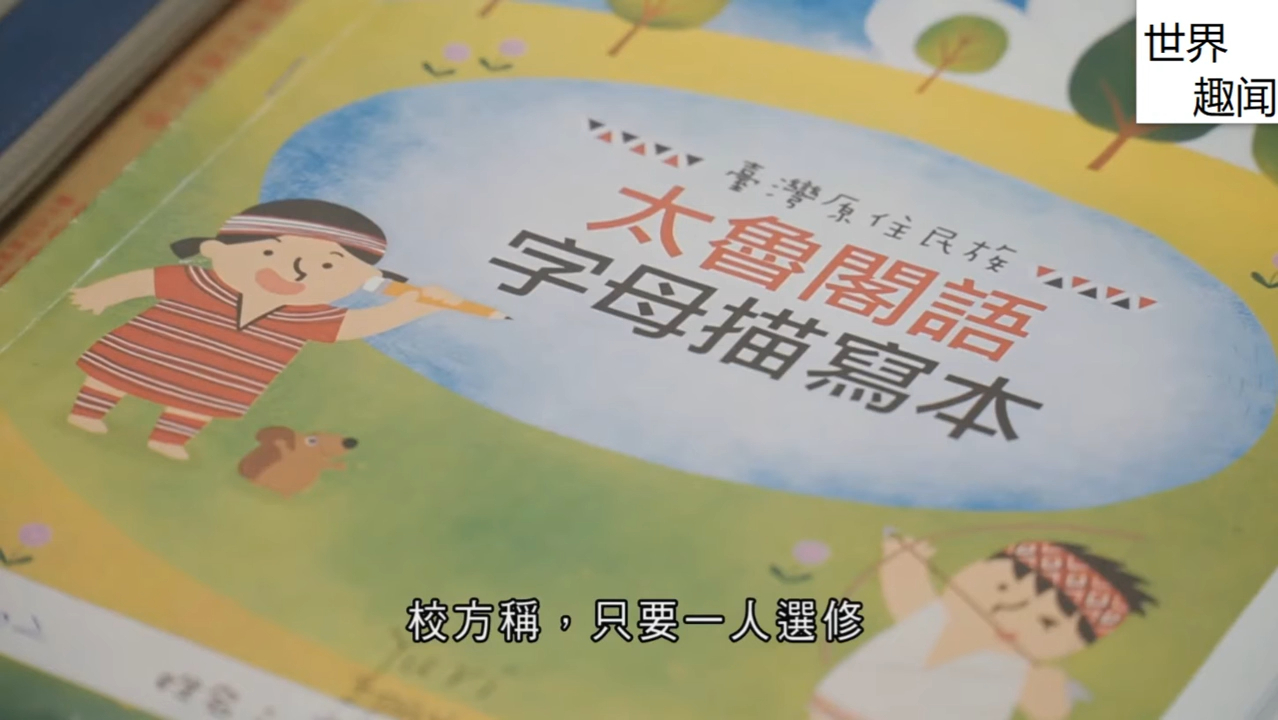 世界
趣闻
臺灣原住民族
太魯閣語
字母描寫本
校方稱，只要一人選修